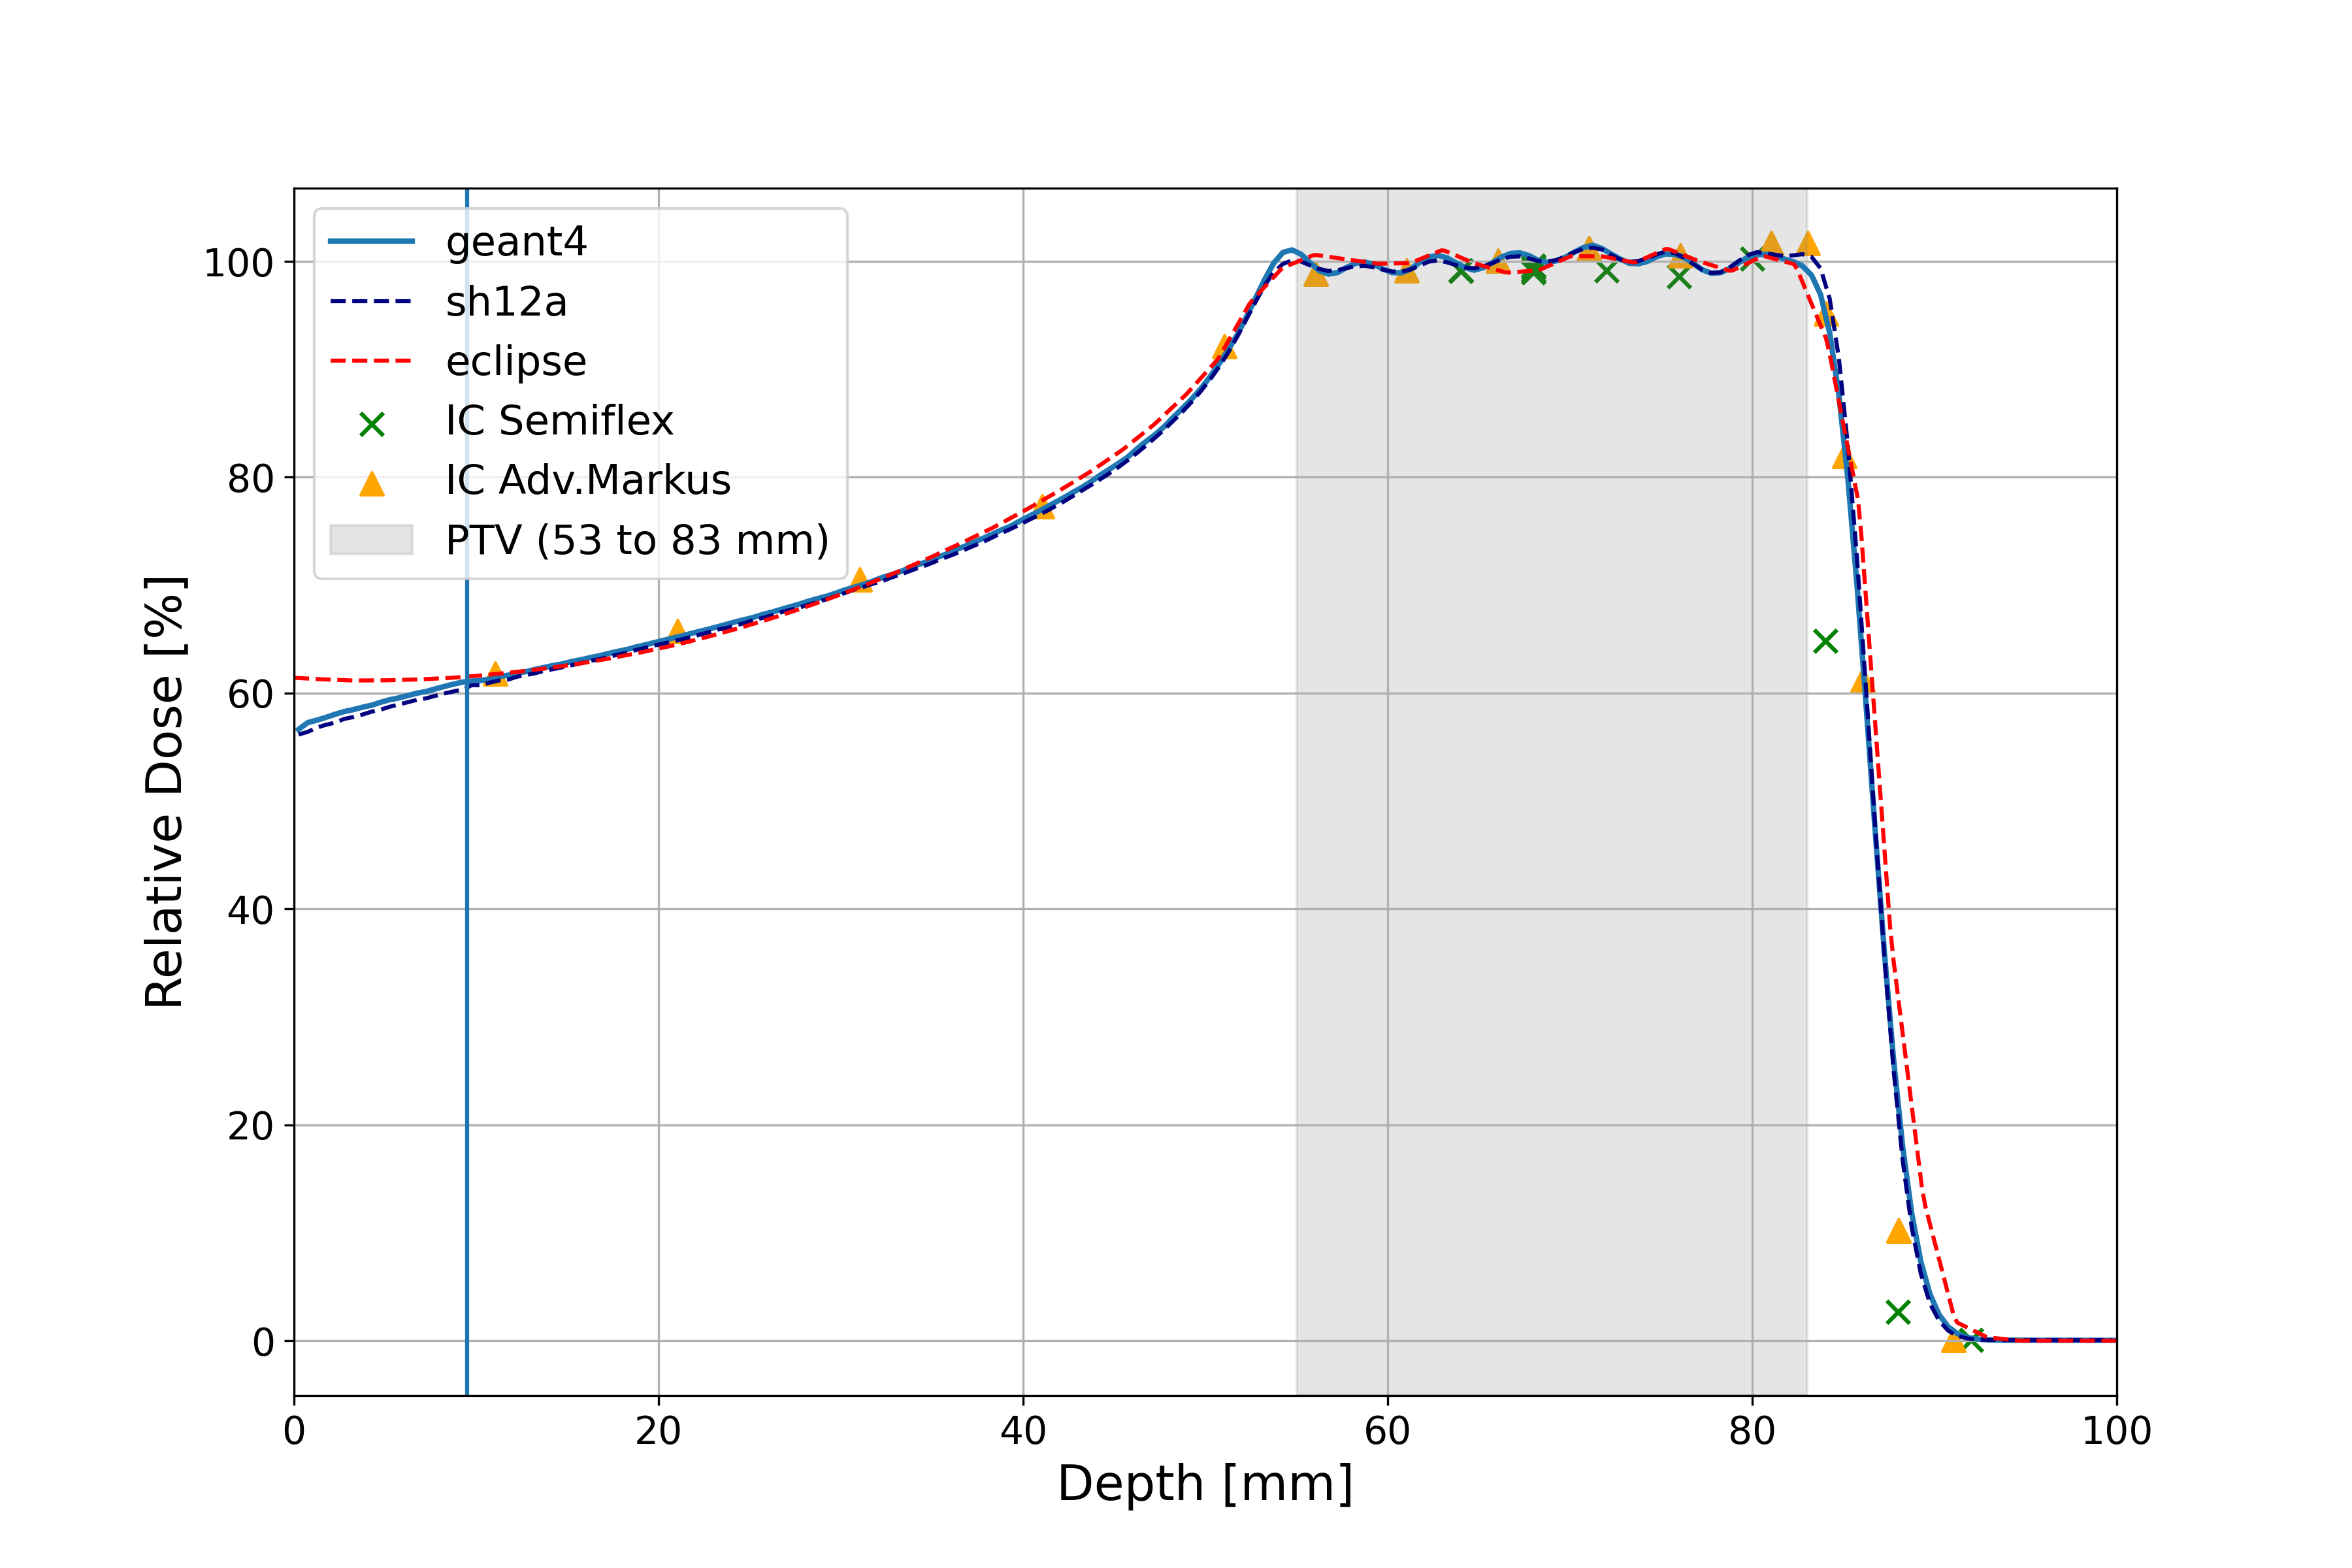 geant4
sh12a
eclipse
IC Semiflex
IC Adv.Markus
PTV (53 to 83 mm)
Relative Dose [%]
100
80
60
40
20
0
0 20 40 60 80 100
Depth [mm]